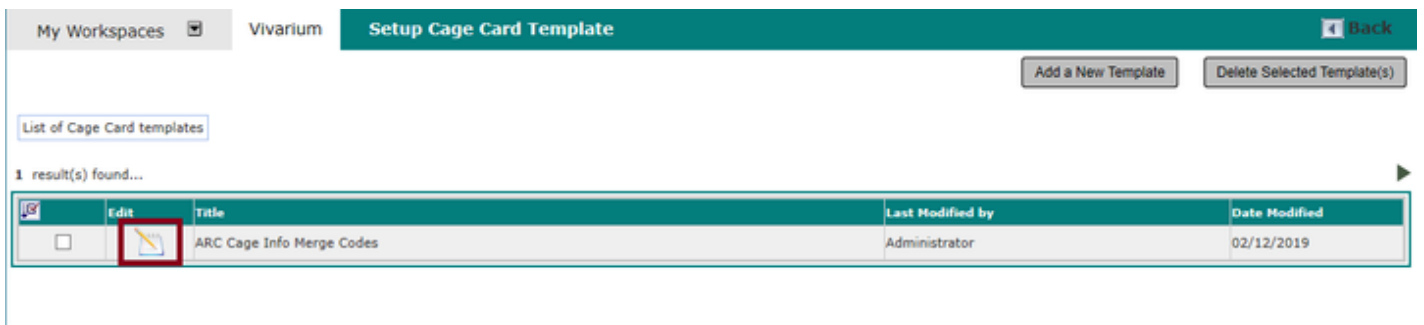 My Workspaces Vivarium Setup Cage Card Template Back
Add a New Template Delete Selected Template(s)
List of Cage Card templates
1 result(s) found...
Edit Title Last Modified by Date Modified
ARC Cage Info Merge Codes Administrator 02/12/2019